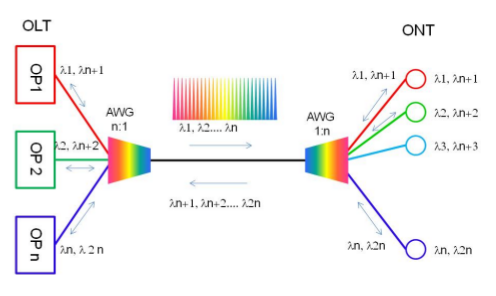 OLT
ONT
OP1
λ1, λn+1
AWG
n:1
λ1, λ2.... λn
AWG
1:n
λ1, λn+1
λ1, λn+1
OP 2
λ2, λn+2
λ2, λn+2
λ3, λn+3
λn+1, λn+2.... λ2n
OP n
λn, λ 2 n
λn, λ2n
λn, λ2n